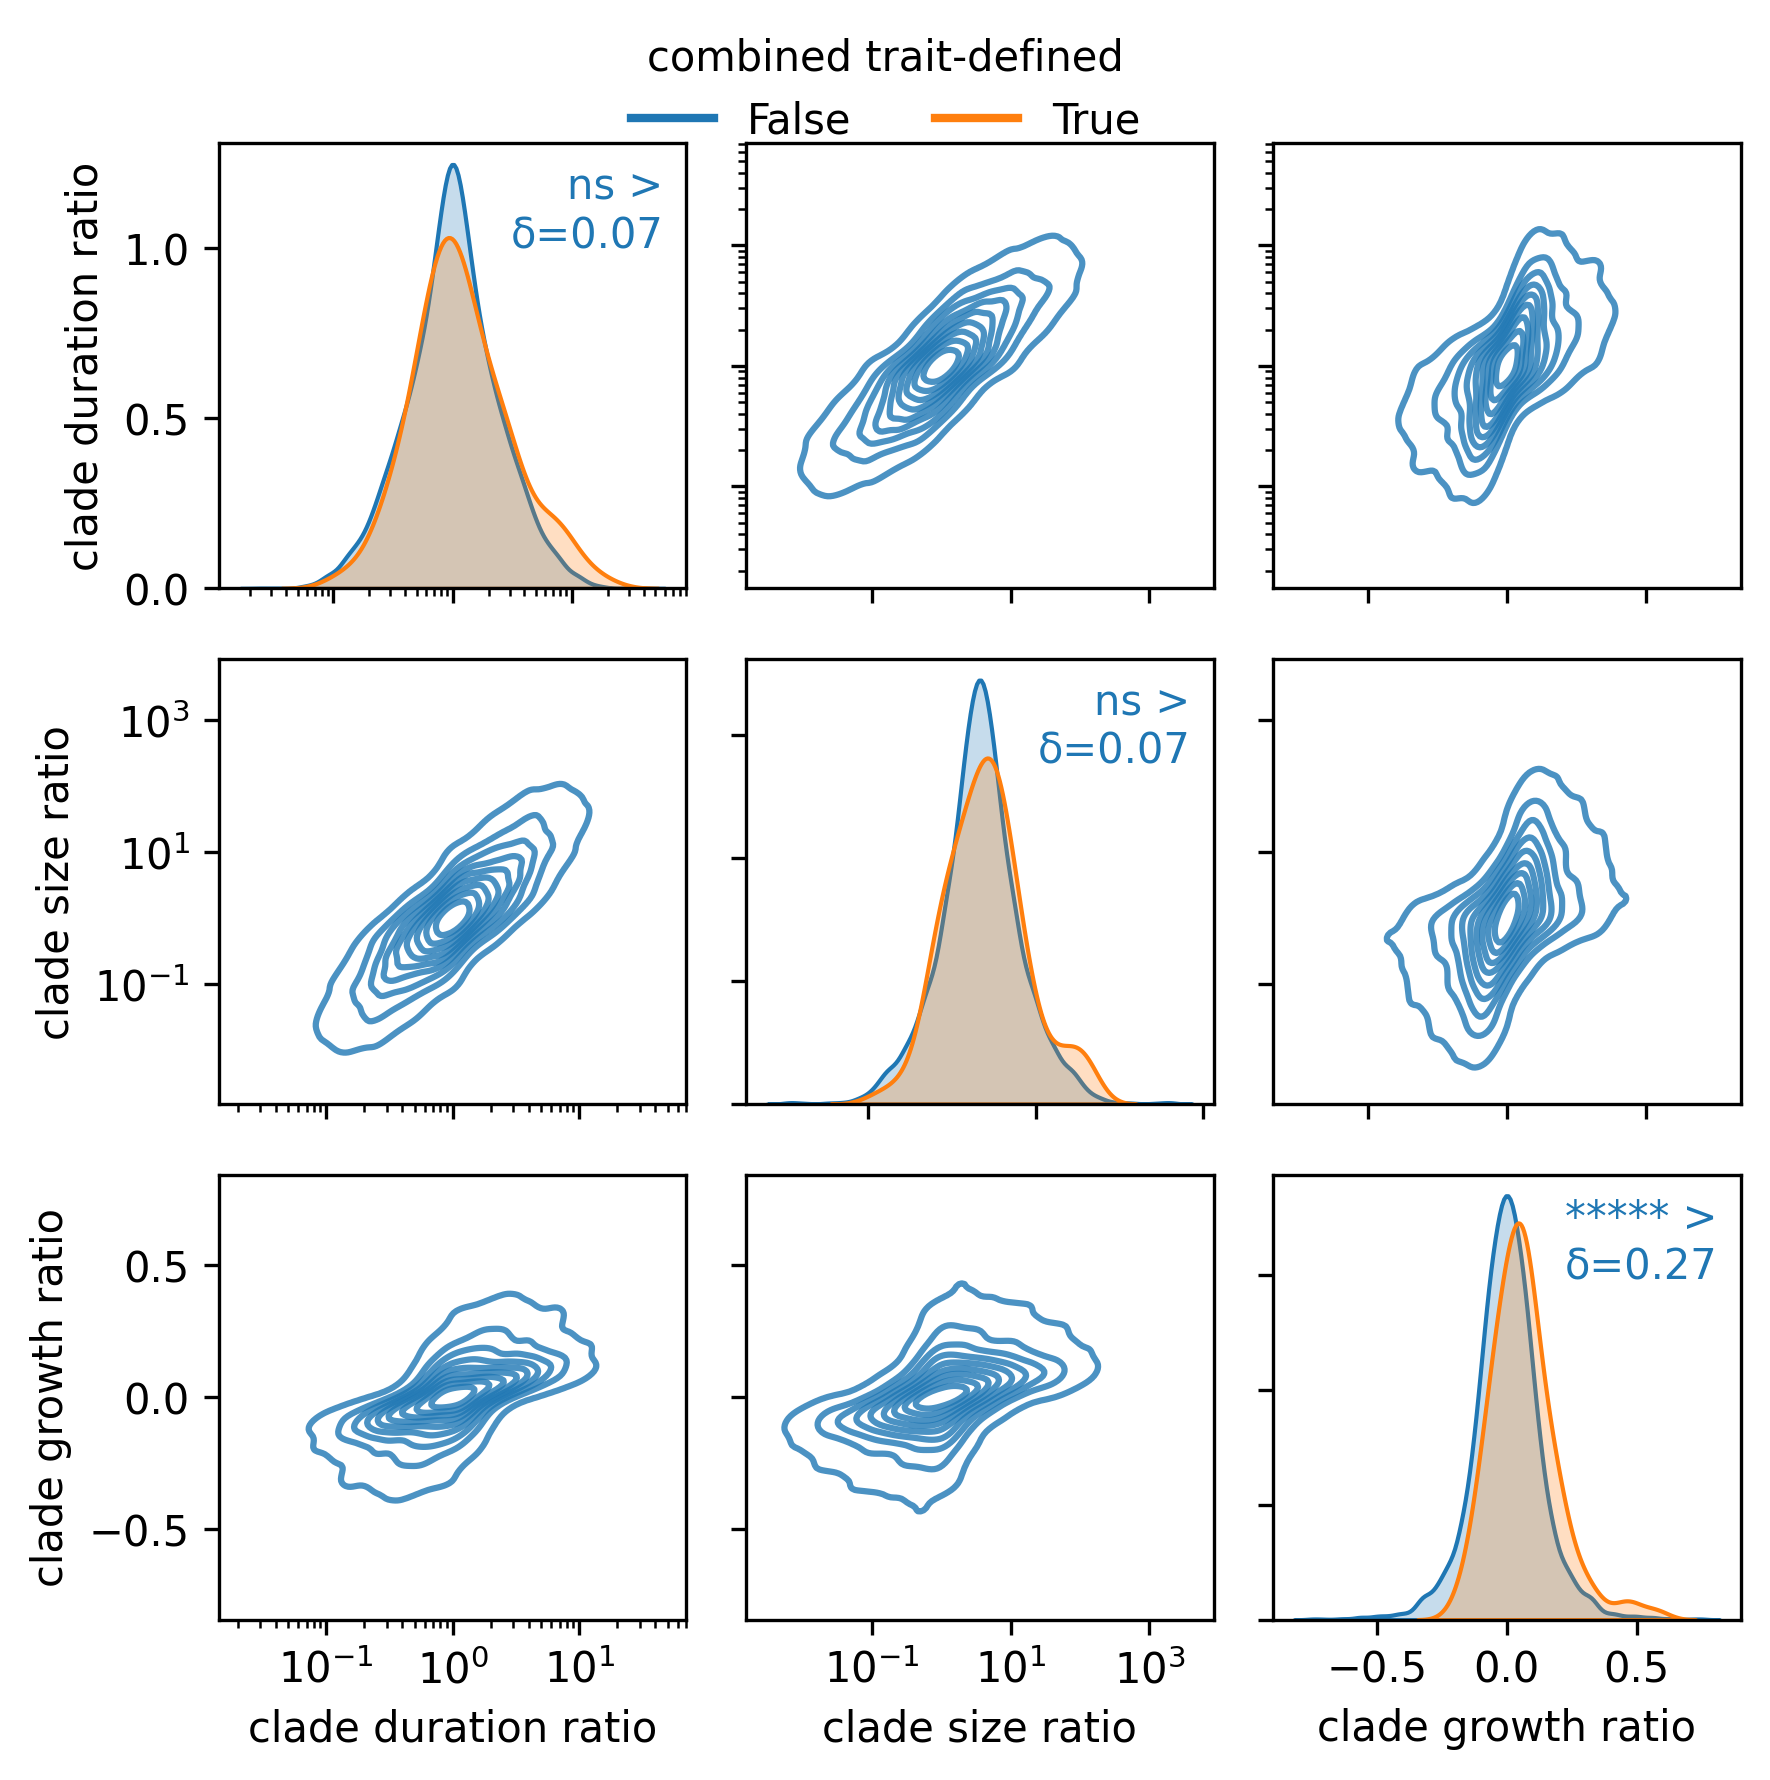 combined trait-defined
False True
clade duration ratio
1.0
0.5
0.0
ns >
δ=0.07
clade size ratio
10³
10¹
10⁻¹
ns >
δ=0.07
clade growth ratio
0.5
0.0
−0.5
***** >
δ=0.27
10⁻¹ 10⁰ 10¹
10⁻¹ 10¹ 10³
−0.5 0.0 0.5
clade duration ratio
clade size ratio
clade growth ratio